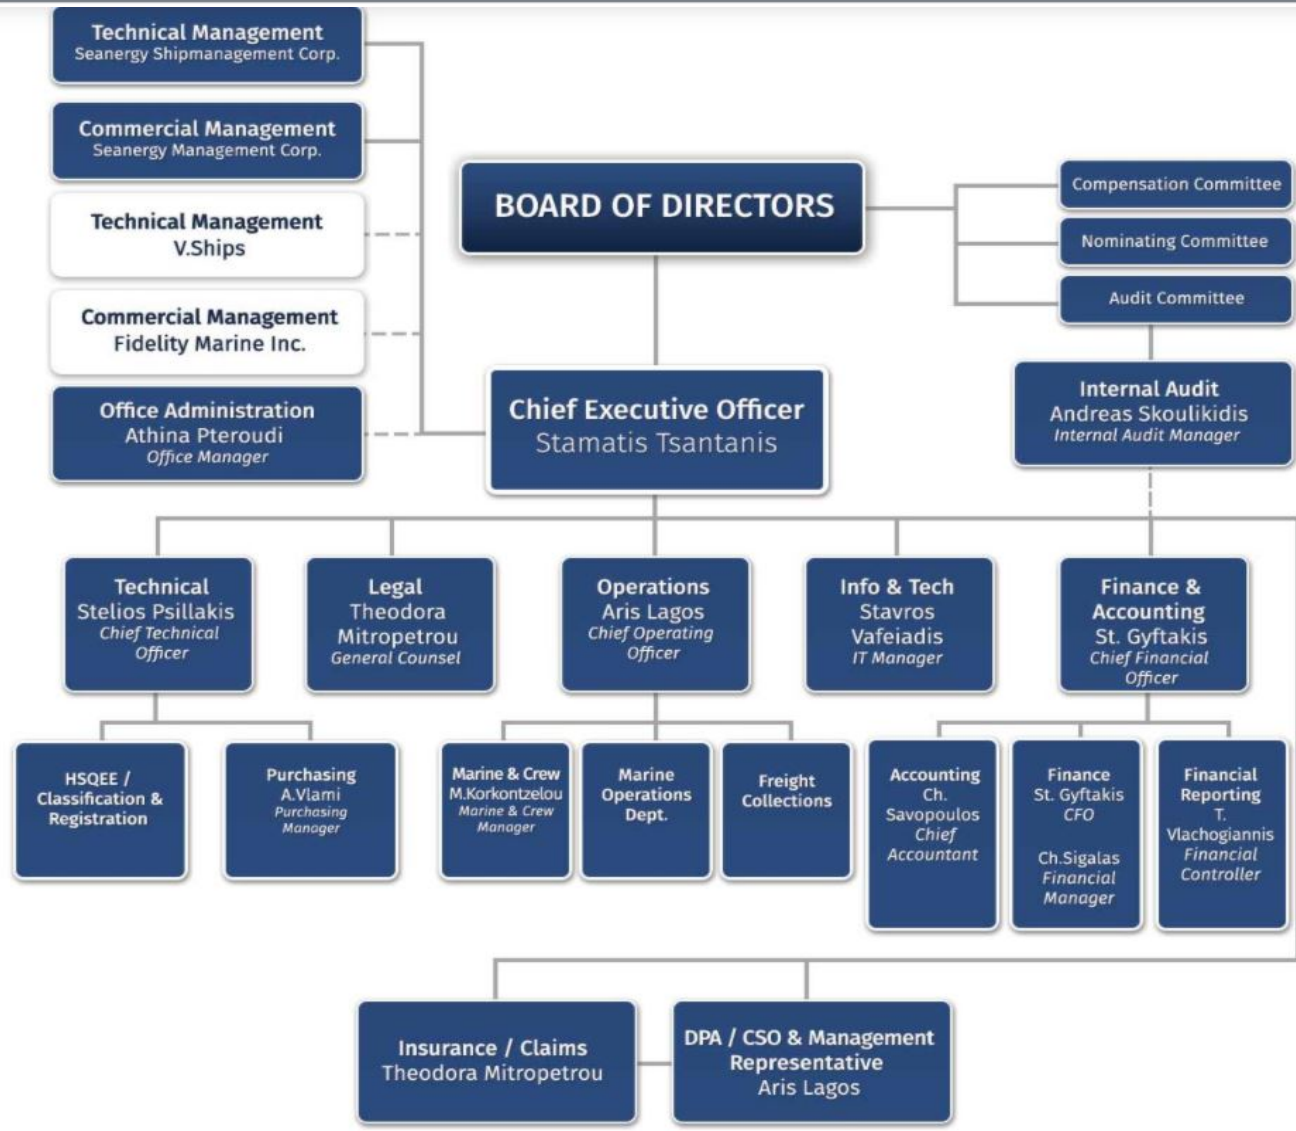 Technical Management
Seanergy Shipmanagement Corp.
Commercial Management
Seanergy Management Corp.
Technical Management
V.Ships
Commercial Management
Fidelity Marine Inc.
Office Administration
Athina Pteroudi
Office Manager
BOARD OF DIRECTORS
Compensation Committee
Nominating Committee
Audit Committee
Chief Executive Officer
Stamatis Tsantanis
Internal Audit
Andreas Skoulikidis
Internal Audit Manager
Technical
Stelios Psillakis
Chief Technical
Officer
Legal
Theodora
Mitropetrou
General Counsel
Operations
Aris Lagos
Chief Operating
Officer
Info & Tech
Stavros
Vafeiadis
IT Manager
Finance &
Accounting
St. Gyftakis
Chief Financial
Officer
HSQEE /
Classification &
Registration
Purchasing
A.Vlami
Purchasing
Manager
Marine & Crew
M.Korkontzelou
Marine & Crew
Manager
Marine
Operations
Dept.
Freight
Collections
Accounting
Ch.
Savopoulos
Chief
Accountant
Finance
St. Gyftakis
CFO
Ch.Sigalas
Financial
Manager
Financial
Reporting
T.
Vlachogiannis
Financial
Controller
Insurance / Claims
Theodora Mitropetrou
DPA / CSO & Management
Representative
Aris Lagos